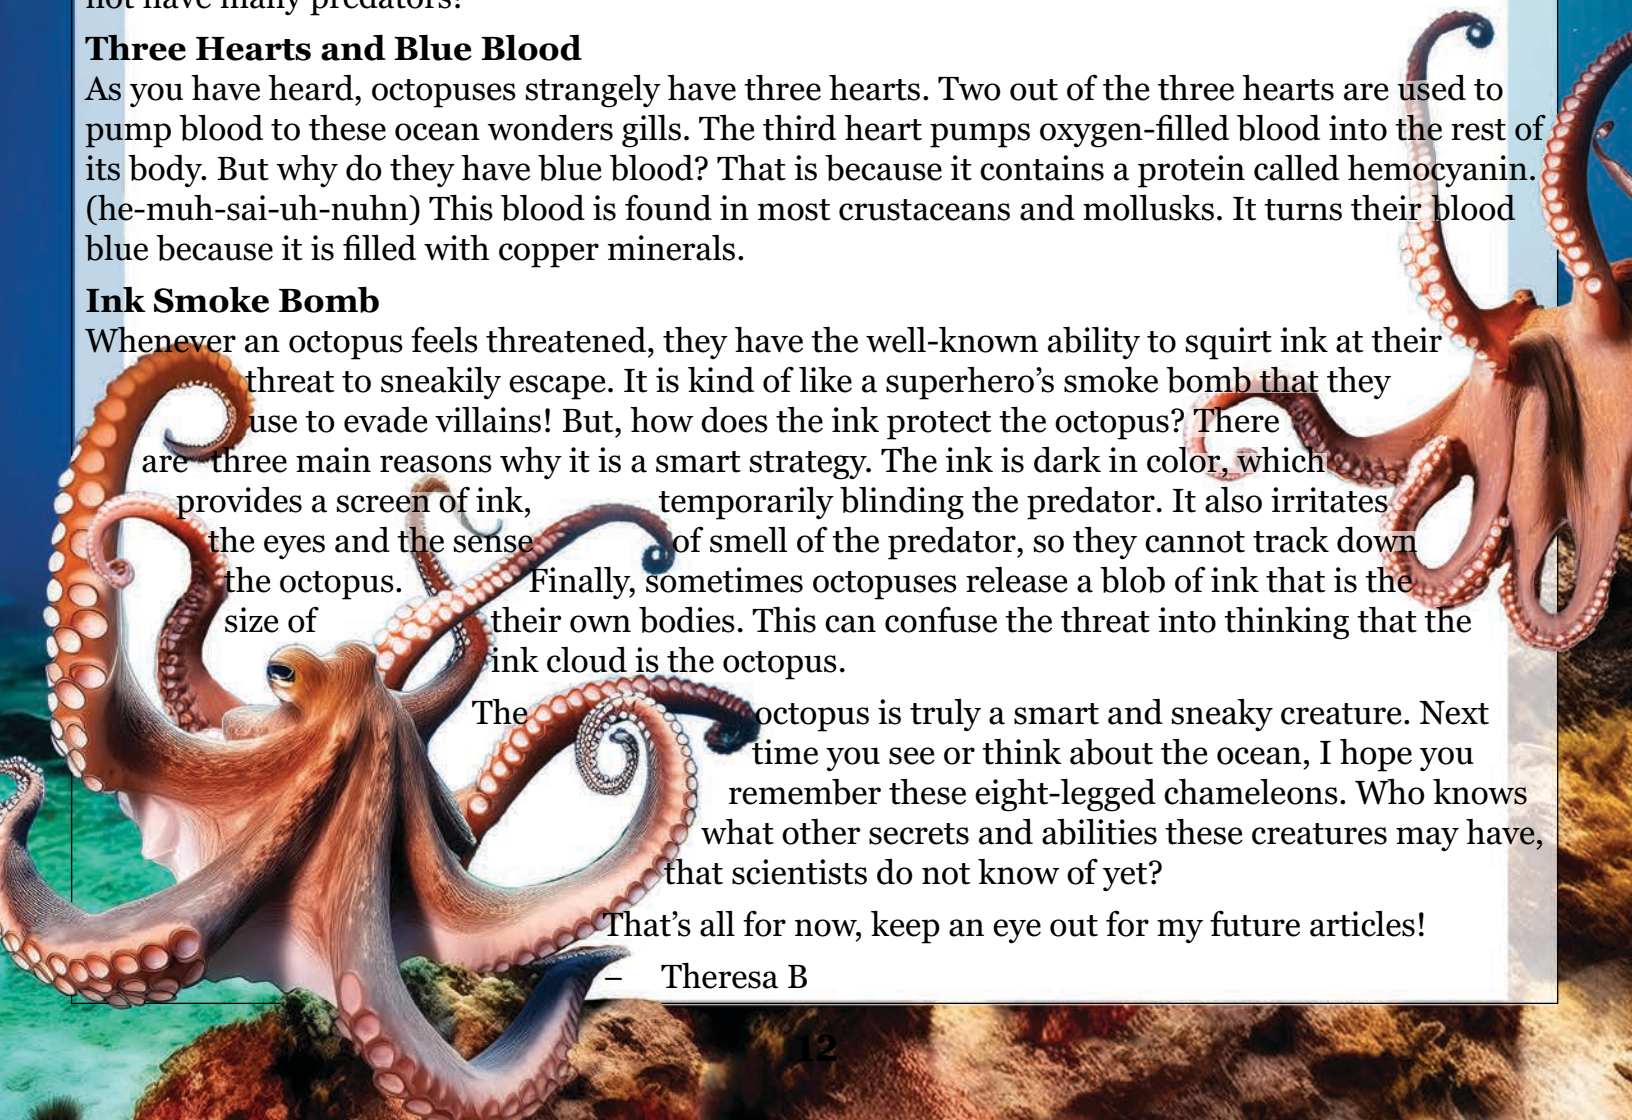 not have many predators!
Three Hearts and Blue Blood
As you have heard, octopuses strangely have three hearts. Two out of the three hearts are used to
pump blood to these ocean wonders gills. The third heart pumps oxygen-filled blood into the rest of
its body. But why do they have blue blood? That is because it contains a protein called hemocyanin.
(he-muh-sai-uh-nuhn) This blood is found in most crustaceans and mollusks. It turns their blood
blue because it is filled with copper minerals.
Ink Smoke Bomb
Whenever an octopus feels threatened, they have the well-known ability to squirt ink at their
threat to sneakily escape. It is kind of like a superhero’s smoke bomb that they
use to evade villains! But, how does the ink protect the octopus? There
are three main reasons why it is a smart strategy. The ink is dark in color, which
provides a screen of ink, temporarily blinding the predator. It also irritates
the eyes and the sense of smell of the predator, so they cannot track down
the octopus. Finally, sometimes octopuses release a blob of ink that is the
size of their own bodies. This can confuse the threat into thinking that the
ink cloud is the octopus.
The octopus is truly a smart and sneaky creature. Next
time you see or think about the ocean, I hope you
remember these eight-legged chameleons. Who knows
what other secrets and abilities these creatures may have,
that scientists do not know of yet?
That’s all for now, keep an eye out for my future articles!
– Theresa B
12